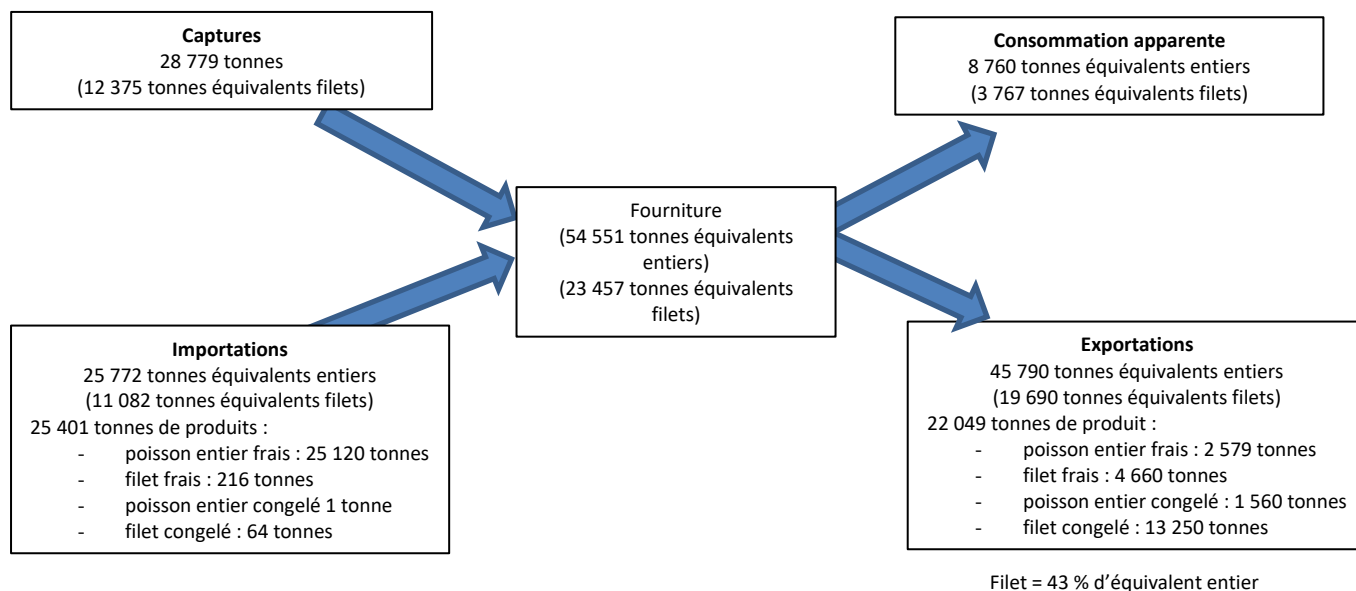 Captures
28 779 tonnes
(12 375 tonnes équivalents filets)
Consommation apparente
8 760 tonnes équivalents entiers
(3 767 tonnes équivalents filets)
Fourniture
(54 551 tonnes équivalents
entiers)
(23 457 tonnes équivalents
filets)
Importations
25 772 tonnes équivalents entiers
(11 082 tonnes équivalents filets)
25 401 tonnes de produits :
- poisson entier frais : 25 120 tonnes
- filet frais : 216 tonnes
- poisson entier congelé 1 tonne
- filet congelé : 64 tonnes
Exportations
45 790 tonnes équivalents entiers
(19 690 tonnes équivalents filets)
22 049 tonnes de produit :
- poisson entier frais : 2 579 tonnes
- filet frais : 4 660 tonnes
- poisson entier congelé : 1 560 tonnes
- filet congelé : 13 250 tonnes
Filet = 43 % d’équivalent entier